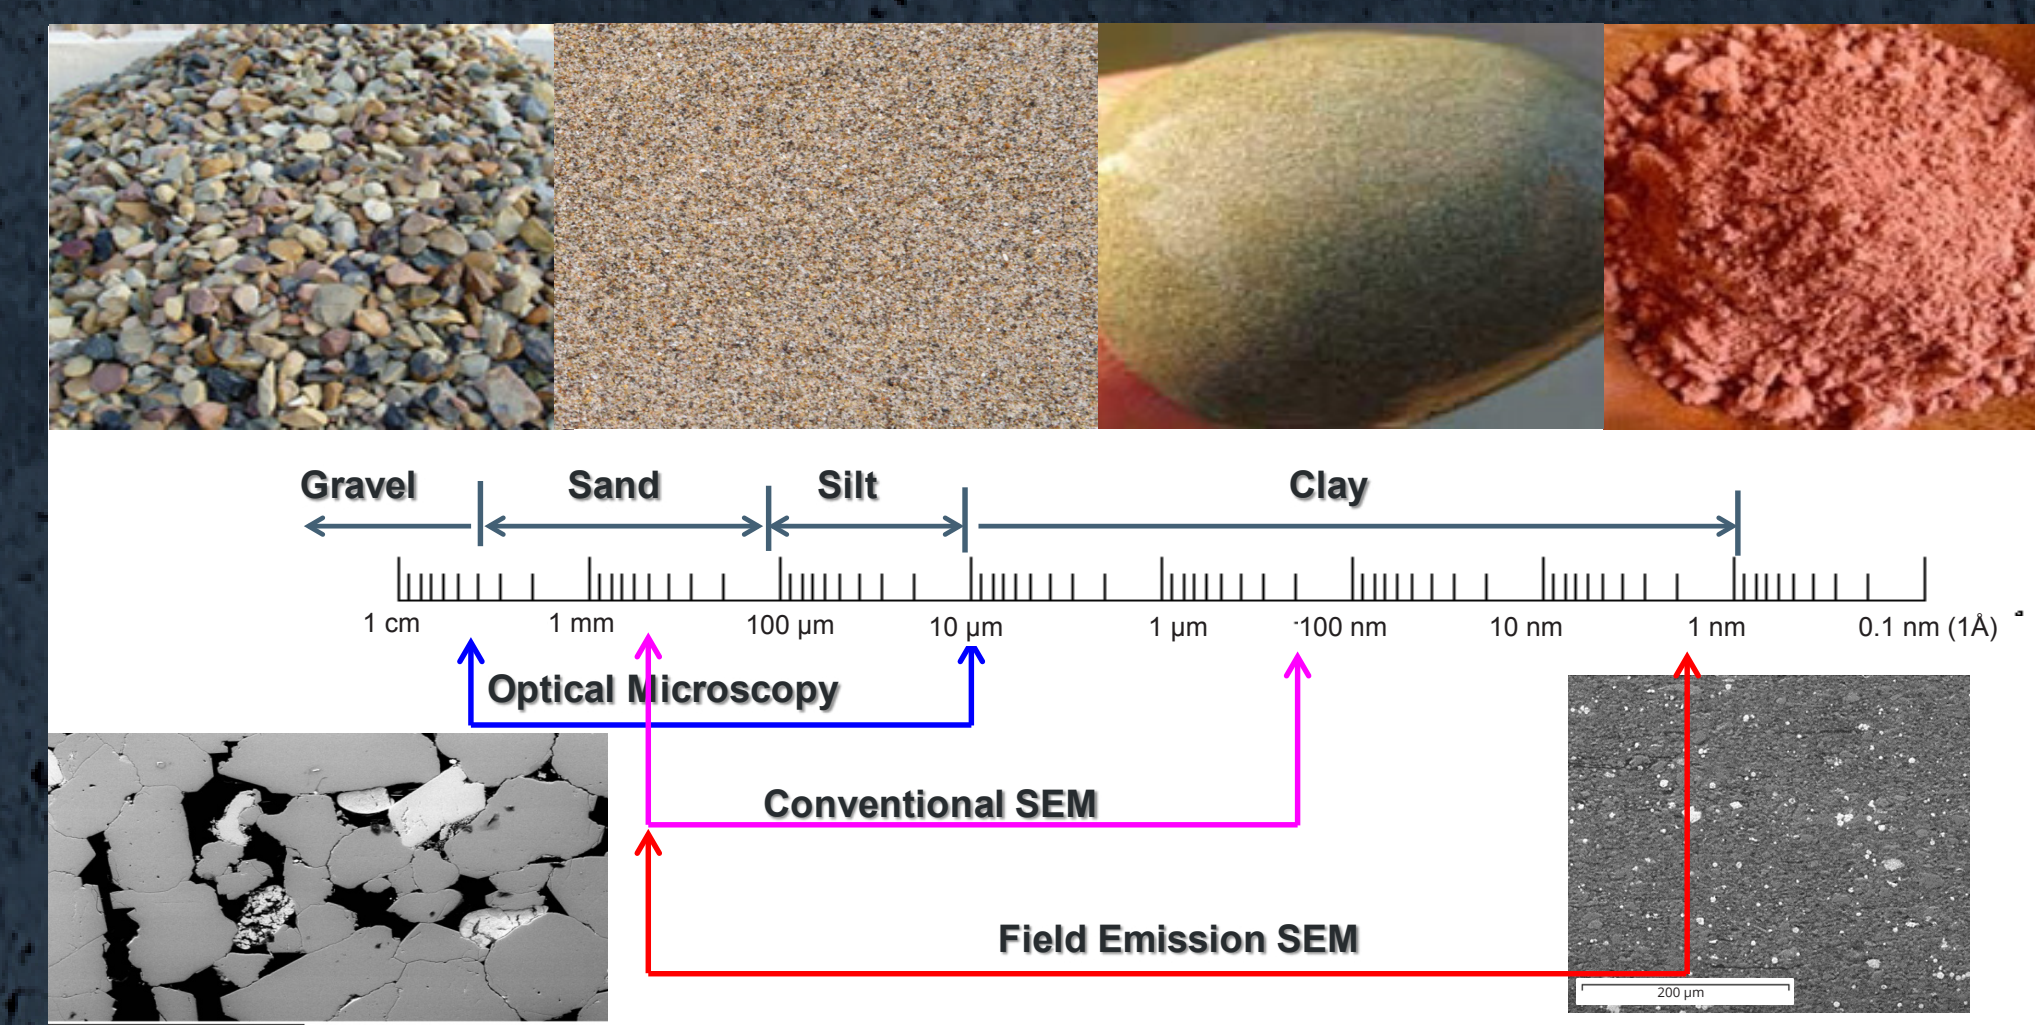 Gravel Sand Silt Clay
1 cm 1 mm 100 µm 10 µm 1 µm 100 nm 10 nm 1 nm 0.1 nm (1Å)
Optical Microscopy
Conventional SEM
Field Emission SEM
200 µm